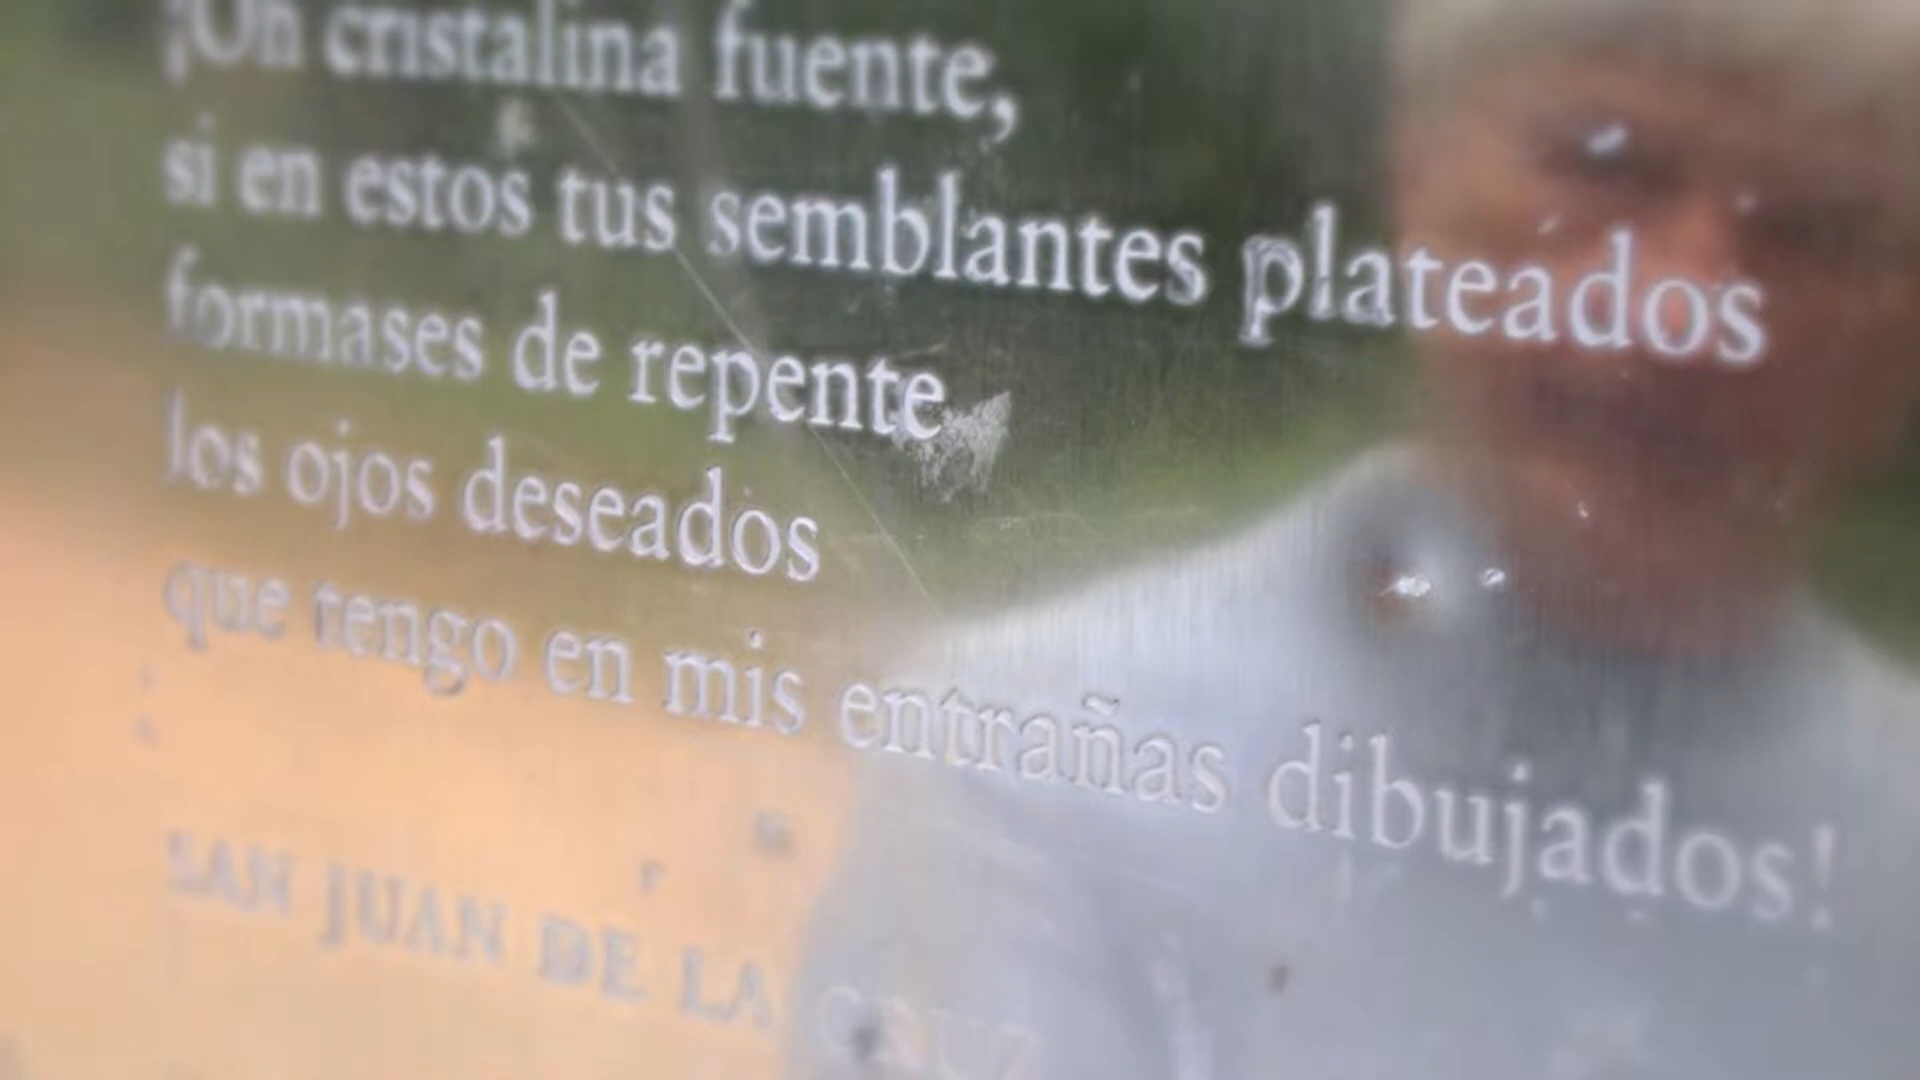 ¡Oh cristalina fuente,
si en estos tus semblantes plateados
formases de repente
los ojos deseados
que tengo en mis entrañas dibujados!
SAN JUAN DE LA CRUZ